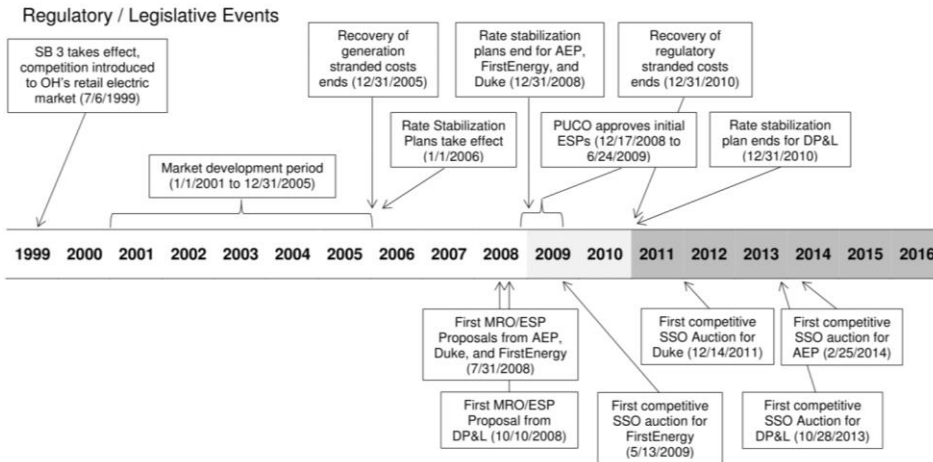 Regulatory / Legislative Events
SB 3 takes effect,
competition introduced
to OH's retail electric
market (7/6/1999)
Recovery of
generation
stranded costs
ends (12/31/2005)
Rate stabilization
plans end for AEP,
FirstEnergy, and
Duke (12/31/2008)
Recovery of
regulatory
stranded costs
ends (12/31/2010)
Rate Stabilization
Plans take effect
(1/1/2006)
PUCO approves initial
ESPs (12/17/2008 to
6/24/2009)
Rate stabilization
plan ends for DP&L
(12/31/2010)
Market development period
(1/1/2001 to 12/31/2005)
1999 2000 2001 2002 2003 2004 2005 2006 2007 2008 2009 2010 2011 2012 2013 2014 2015 2016
First MRO/ESP
Proposals from AEP,
Duke, and FirstEnergy
(7/31/2008)
First competitive
SSO Auction for
Duke (12/14/2011)
First competitive
SSO auction for
AEP (2/25/2014)
First MRO/ESP
Proposal from
DP&L (10/10/2008)
First competitive
SSO auction for
FirstEnergy
(5/13/2009)
First competitive
SSO Auction for
DP&L (10/28/2013)